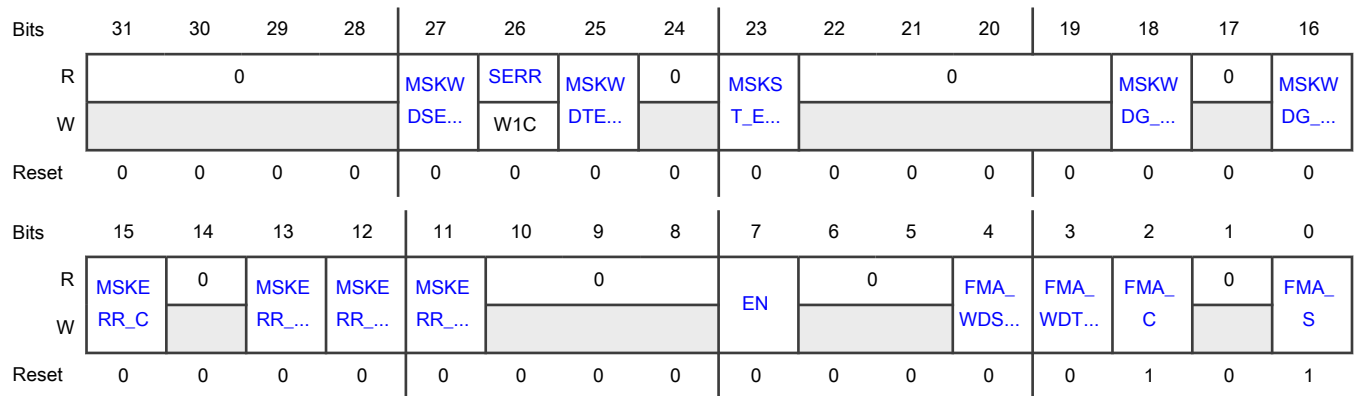 Bits 31 30 29 28 27 26 25 24 23 22 21 20 19 18 17 16
R 0 MSKW SERR MSKW 0 MSKS 0 MSKW 0 MSKW
W DSE... W1C DTE... T_E... DG_... DG_...
Reset 0 0 0 0 0 0 0 0 0 0 0 0 0 0 0 0
Bits 15 14 13 12 11 10 9 8 7 6 5 4 3 2 1 0
R MSKE 0 MSKE MSKE MSKE 0 EN 0 FMA_ FMA_ FMA_ 0 FMA_
W RR_C RR_... RR_... RR_... WDS... WDT... C S
Reset 0 0 0 0 0 0 0 0 0 0 0 0 0 1 0 1